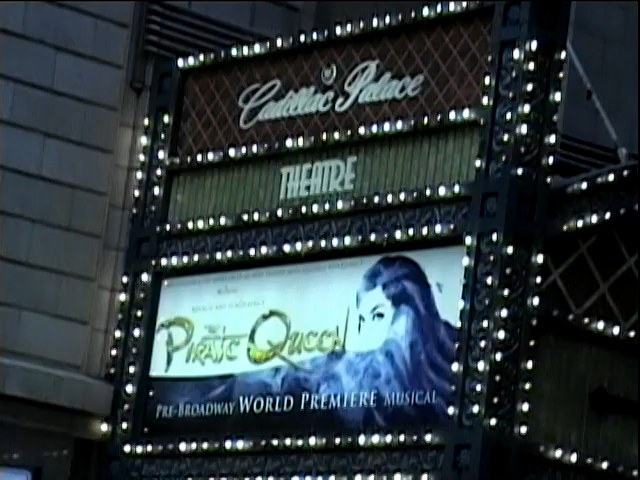 Cadillac Palace
THEATRE
THE
PIRATE QUEEN
PRE-BROADWAY WORLD PREMIERE MUSICAL